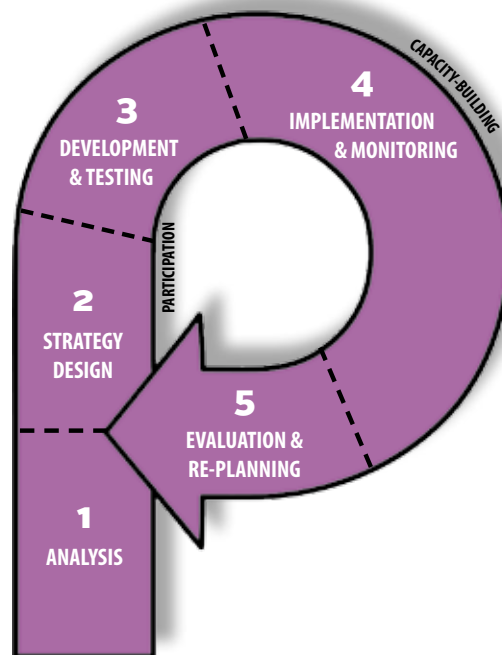 1
ANALYSIS
2
STRATEGY
DESIGN
3
DEVELOPMENT
& TESTING
4
IMPLEMENTATION
& MONITORING
5
EVALUATION &
RE-PLANNING
PARTICIPATION
CAPACITY-BUILDING